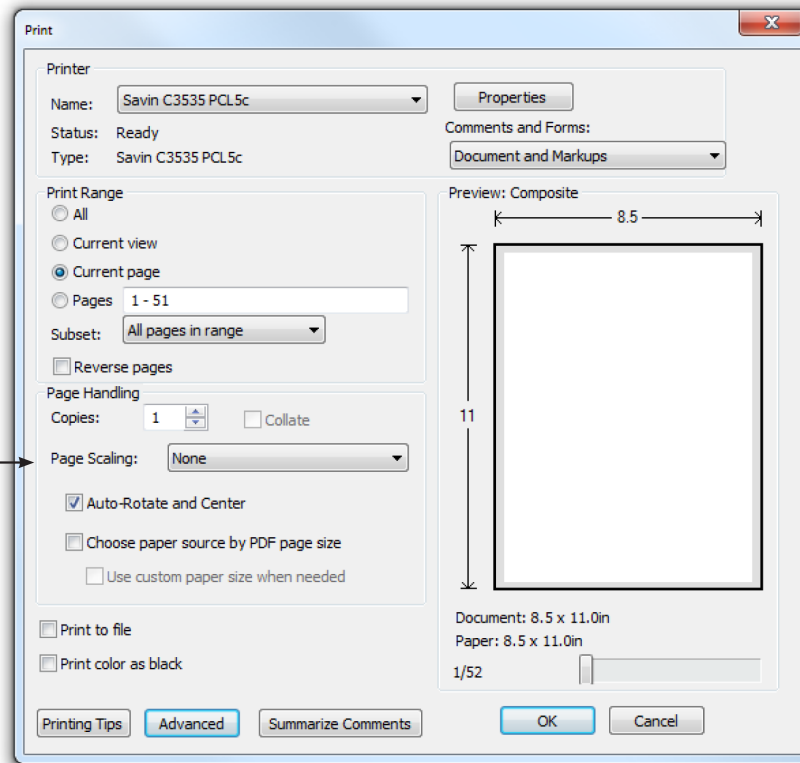 Print
Printer
Name: Savin C3535 PCL5c Properties
Status: Ready Comments and Forms:
Type: Savin C3535 PCL5c Document and Markups
Print Range
All
Current view
Current page
Pages 1 - 51
Subset: All pages in range
Reverse pages
Page Handling
Copies: 1 Collate
Page Scaling: None
Auto-Rotate and Center
Choose paper source by PDF page size
Use custom paper size when needed
Print to file
Print color as black
Preview: Composite
8.5
11
Document: 8.5 x 11.0in
Paper: 8.5 x 11.0in
1/52
Printing Tips Advanced Summarize Comments OK Cancel